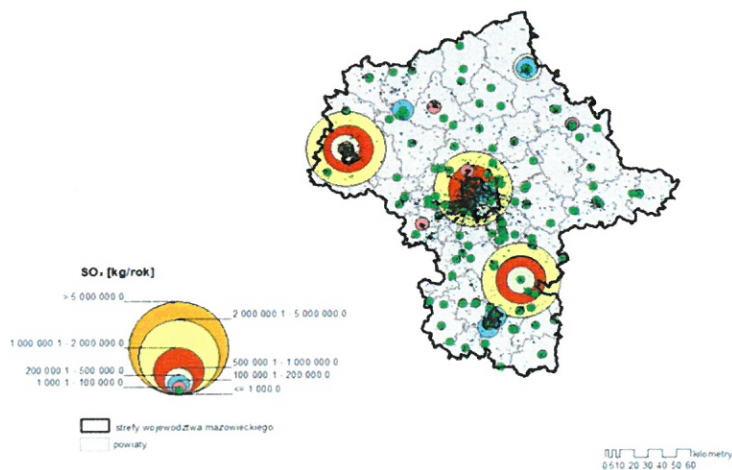 SOₓ [kg/rok]
> 5 000 000 0
2 000 000 1 - 5 000 000 0
1 000 000 1 - 2 000 000 0
500 000 1 - 1 000 000 0
200 000 1 - 500 000 0
100 000 1 - 200 000 0
1 000 1 - 100 000 0
<= 1 000 0
strefy województwa mazowieckiego
powiaty
kilometry
0 5 10 20 30 40 50 60